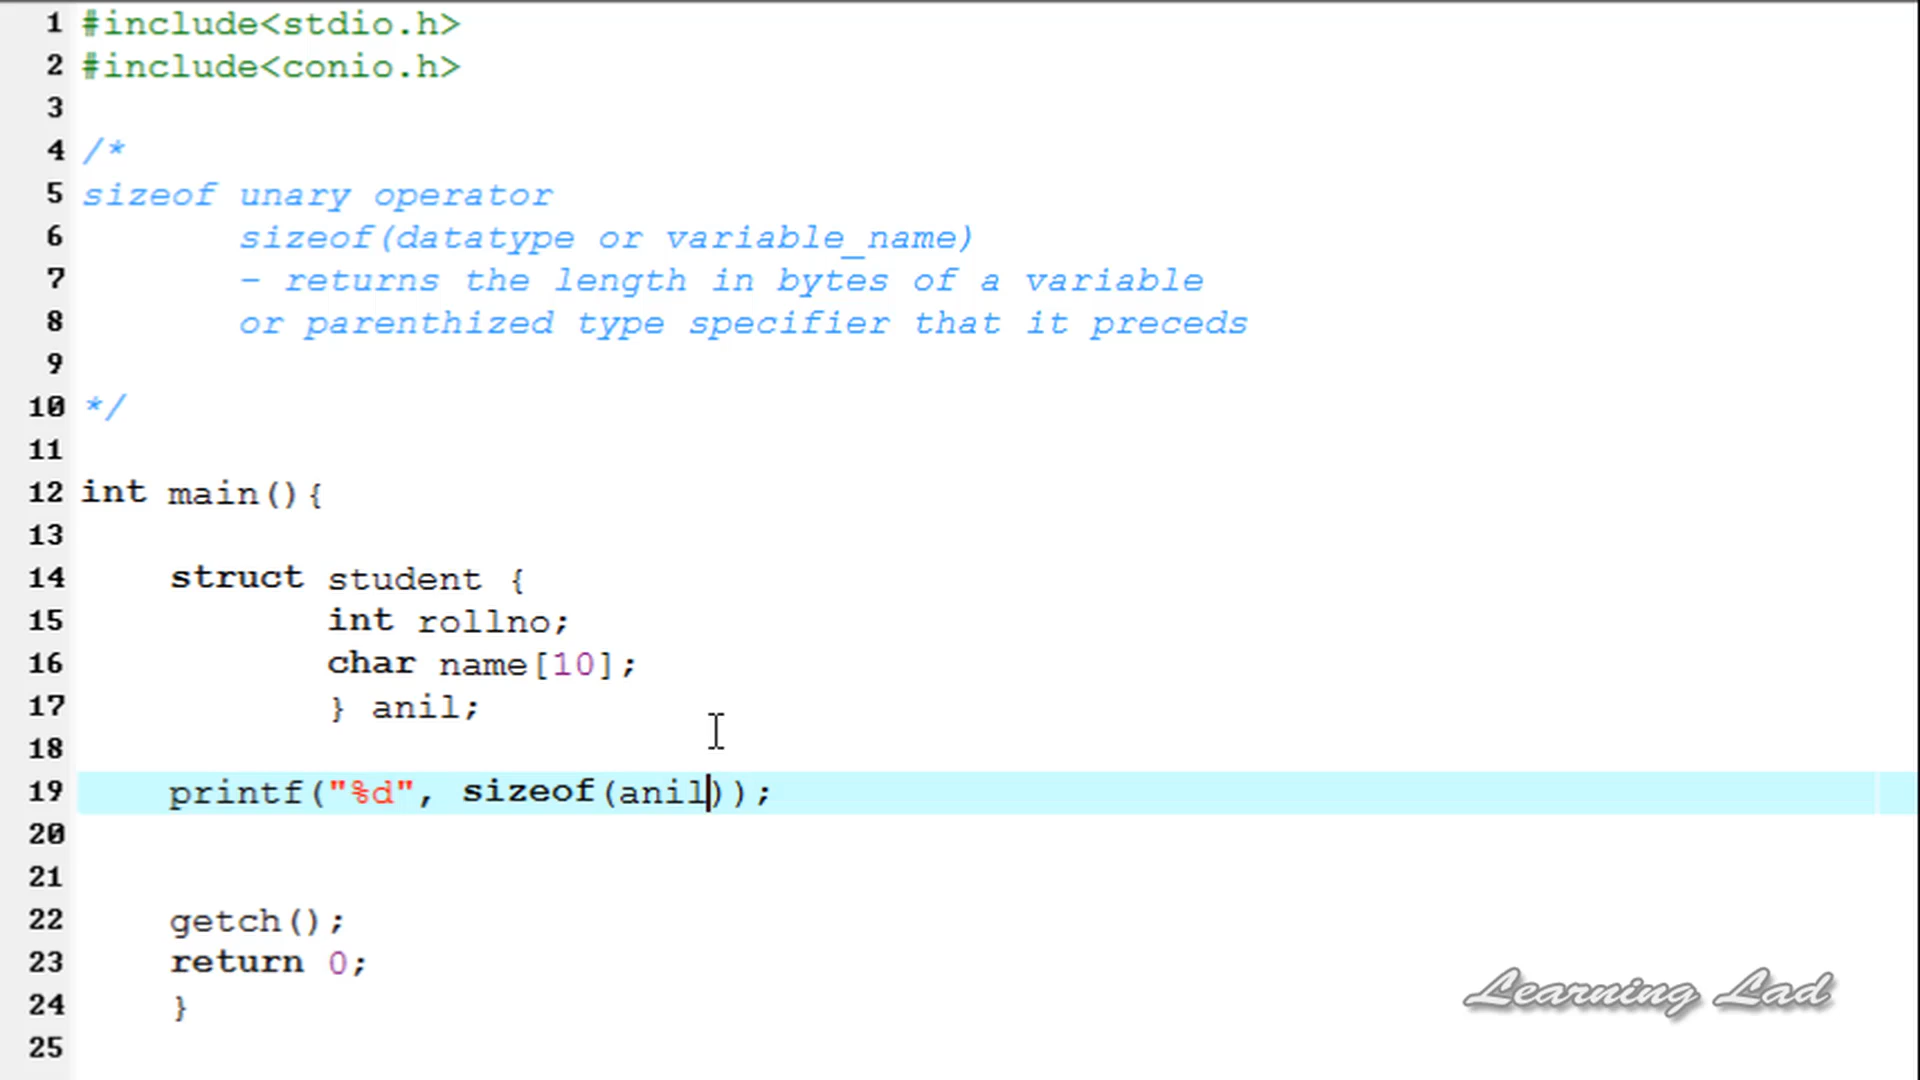 1 #include<stdio.h>
2 #include<conio.h>
3
4 /*
5 sizeof unary operator
6 sizeof(datatype or variable_name)
7 - returns the length in bytes of a variable
8 or parenthized type specifier that it preceds
9
10 */
11
12 int main(){
13
14 struct student {
15 int rollno;
16 char name[10];
17 } anil;
18
19 printf("%d", sizeof(anil));
20
21
22 getch();
23 return 0;
24 }
25
Learning Lad